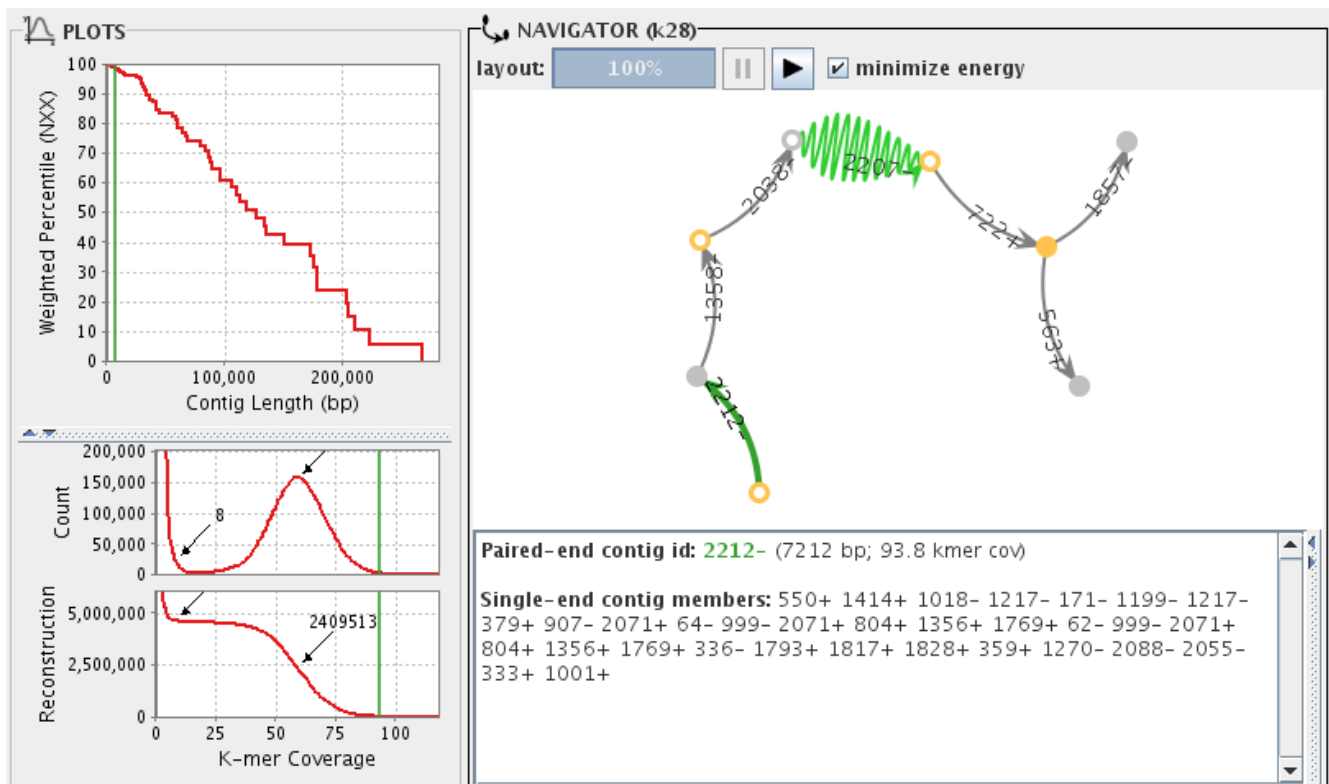 PLOTS
100
90
80
70
60
50
40
30
20
10
0
Weighted Percentile (NXX)
0 100,000 200,000
Contig Length (bp)
200,000
150,000
100,000
50,000
0
Count
8
5,000,000
2,500,000
0
Reconstruction
2409513
0 25 50 75 100
K-mer Coverage
NAVIGATOR (k28)
layout: 100% minimize energy
2038-
2207-
7224
1857-
1358-
563+
2212-
Paired-end contig id: 2212- (7212 bp; 93.8 kmer cov)
Single-end contig members: 550+ 1414+ 1018- 1217- 171- 1199- 1217-
379+ 907- 2071+ 64- 999- 2071+ 804+ 1356+ 1769+ 62- 999- 2071+
804+ 1356+ 1769+ 336- 1793+ 1817+ 1828+ 359+ 1270- 2088- 2055-
333+ 1001+